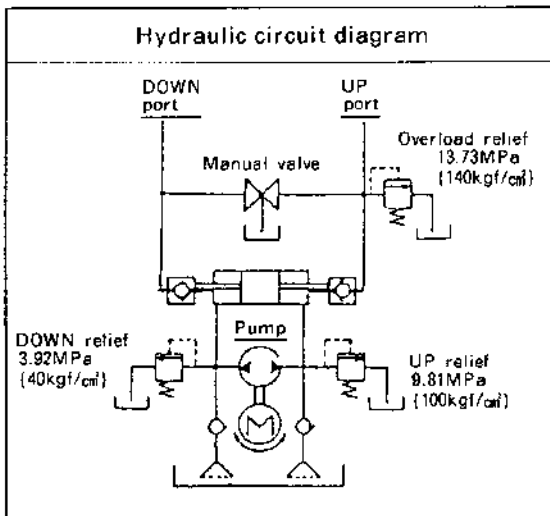 Hydraulic circuit diagram
DOWN
port
UP
port
Overload relief
13.73MPa
{140kgf/c㎡}
Manual valve
Pump
DOWN relief
3.92MPa
{40kgf/c㎡}
UP relief
9.81MPa
{100kgf/c㎡}
M